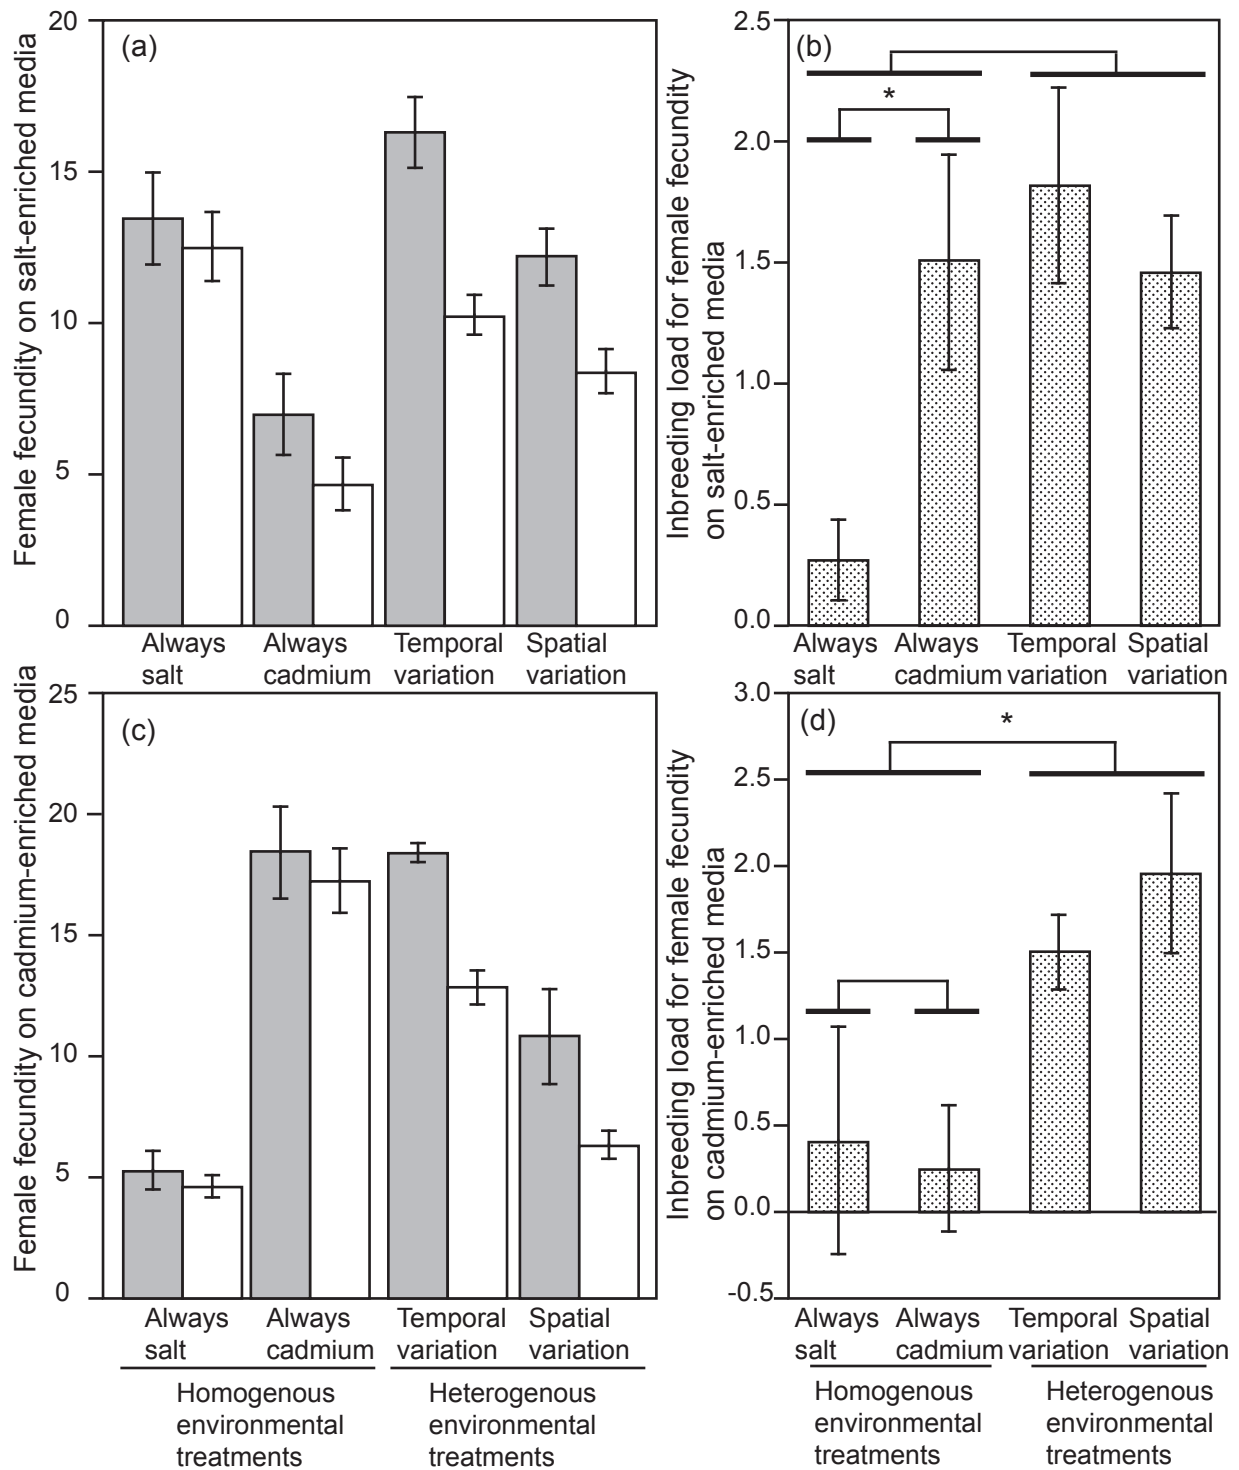 Female fecundity on salt-enriched media
20
15
10
5
0
(a)
Always
salt
Always
cadmium
Temporal
variation
Spatial
variation
Inbreeding load for female fecundity
on salt-enriched media
2.5
2.0
1.5
1.0
0.5
0.0
(b)
*
Always
salt
Always
cadmium
Temporal
variation
Spatial
variation
Female fecundity on cadmium-enriched media
25
20
15
10
5
0
(c)
Always
salt
Always
cadmium
Temporal
variation
Spatial
variation
Homogenous
environmental
treatments
Heterogenous
environmental
treatments
Inbreeding load for female fecundity
on cadmium-enriched media
3.0
2.5
2.0
1.5
1.0
0.5
0.0
-0.5
(d)
*
Always
salt
Always
cadmium
Temporal
variation
Spatial
variation
Homogenous
environmental
treatments
Heterogenous
environmental
treatments